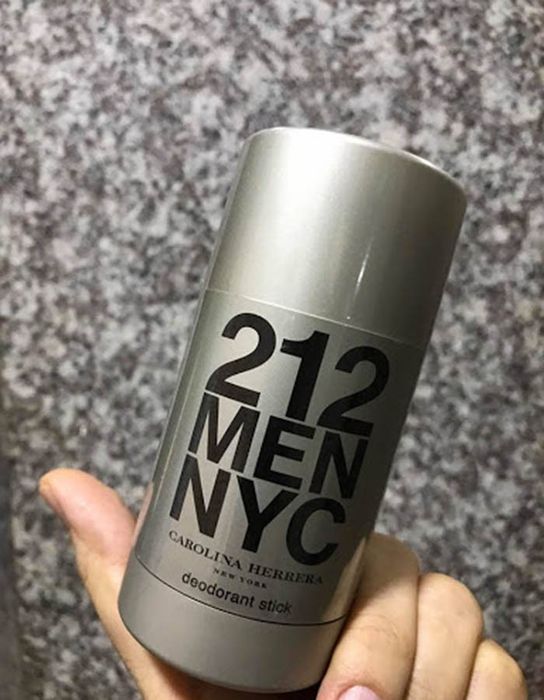 212
MEN
NYC
CAROLINA HERRERA
NEW YORK
deodorant stick